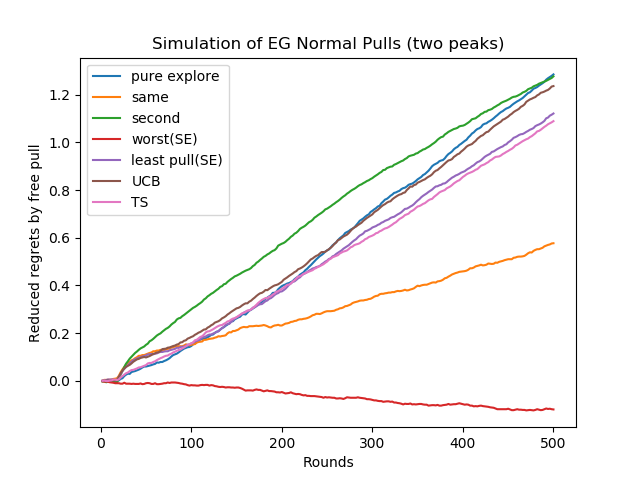 Simulation of EG Normal Pulls (two peaks)
pure explore
same
second
worst(SE)
least pull(SE)
UCB
TS
Reduced regrets by free pull
1.2
1.0
0.8
0.6
0.4
0.2
0.0
0 100 200 300 400 500
Rounds